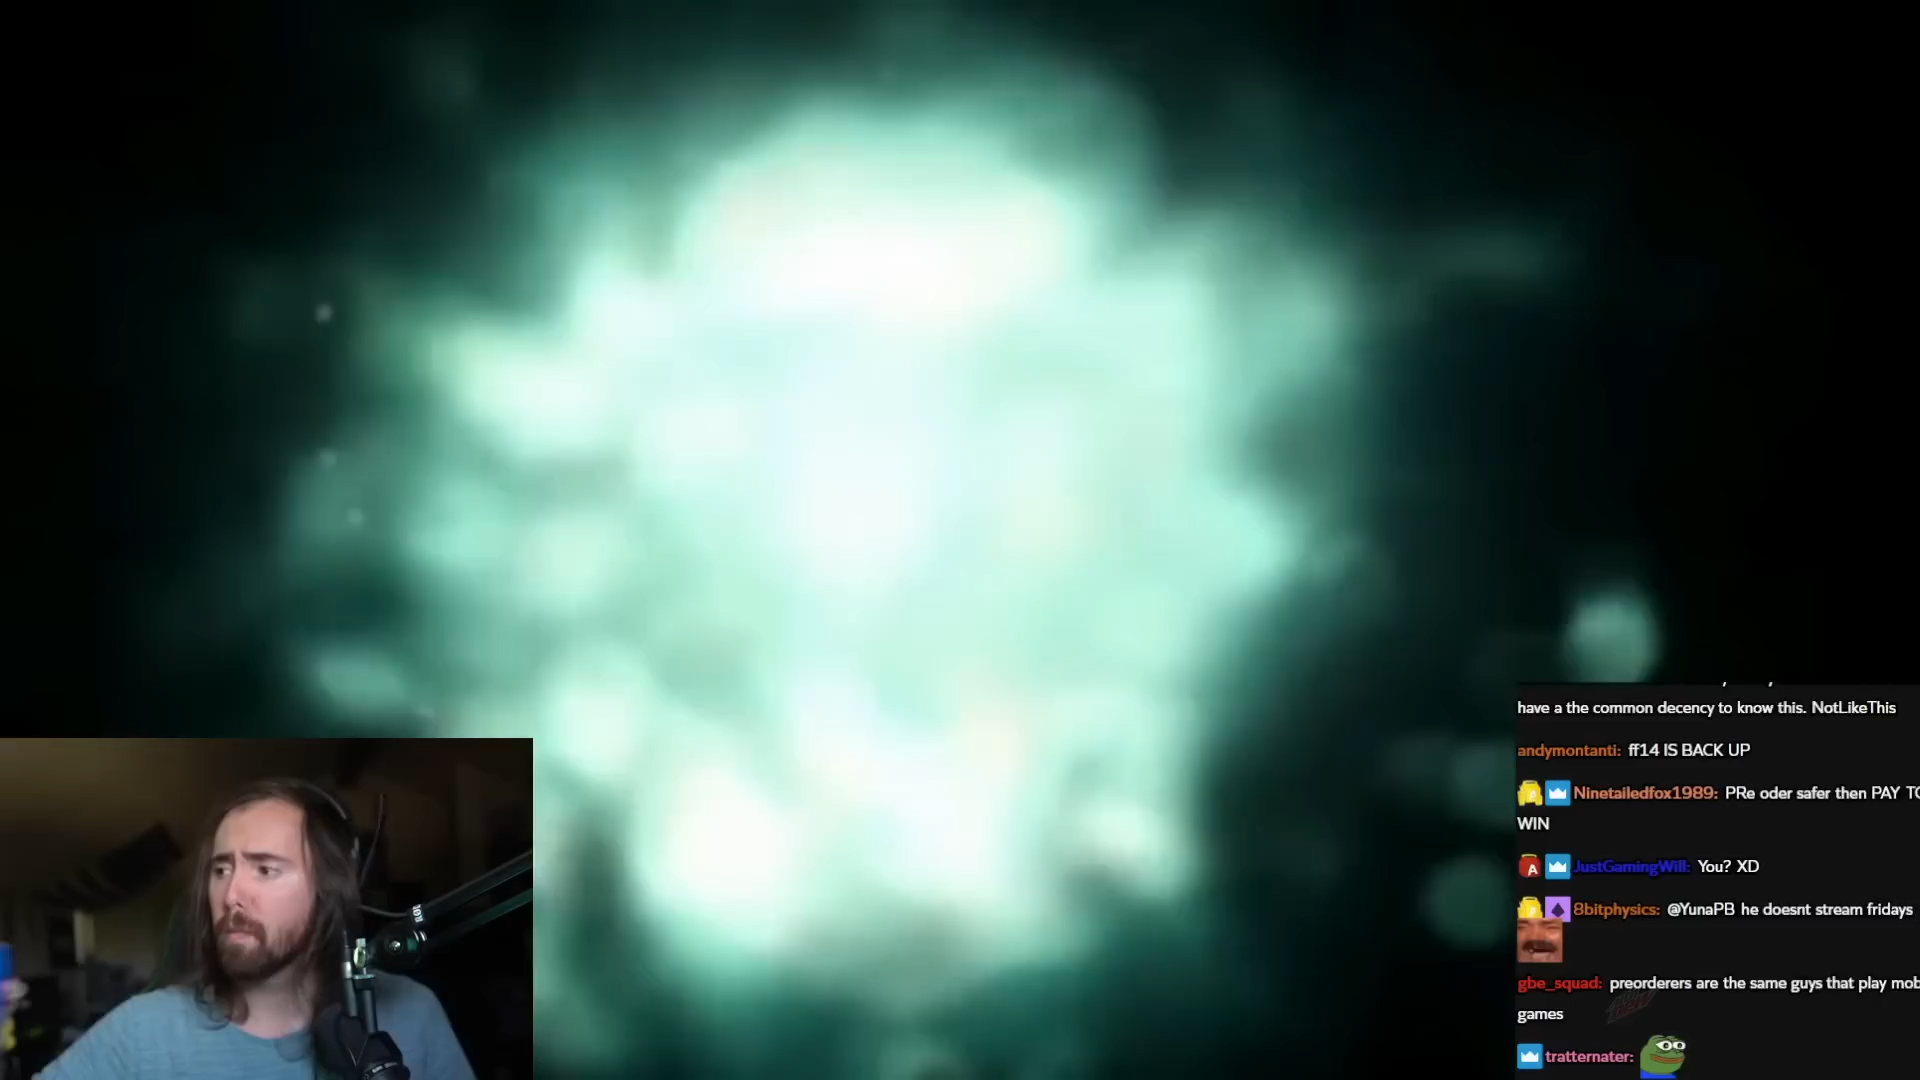 have a the common decency to know this. NotLikeThis
andymontanti: ff14 IS BACK UP
Ninetailedfox1989: PRe oder safer then PAY TO
WIN
JustGamingWill: You? XD
8bitphysics: @YunaPB he doesnt stream fridays
gbe_squad: preorderers are the same guys that play mob
games
tratternater: